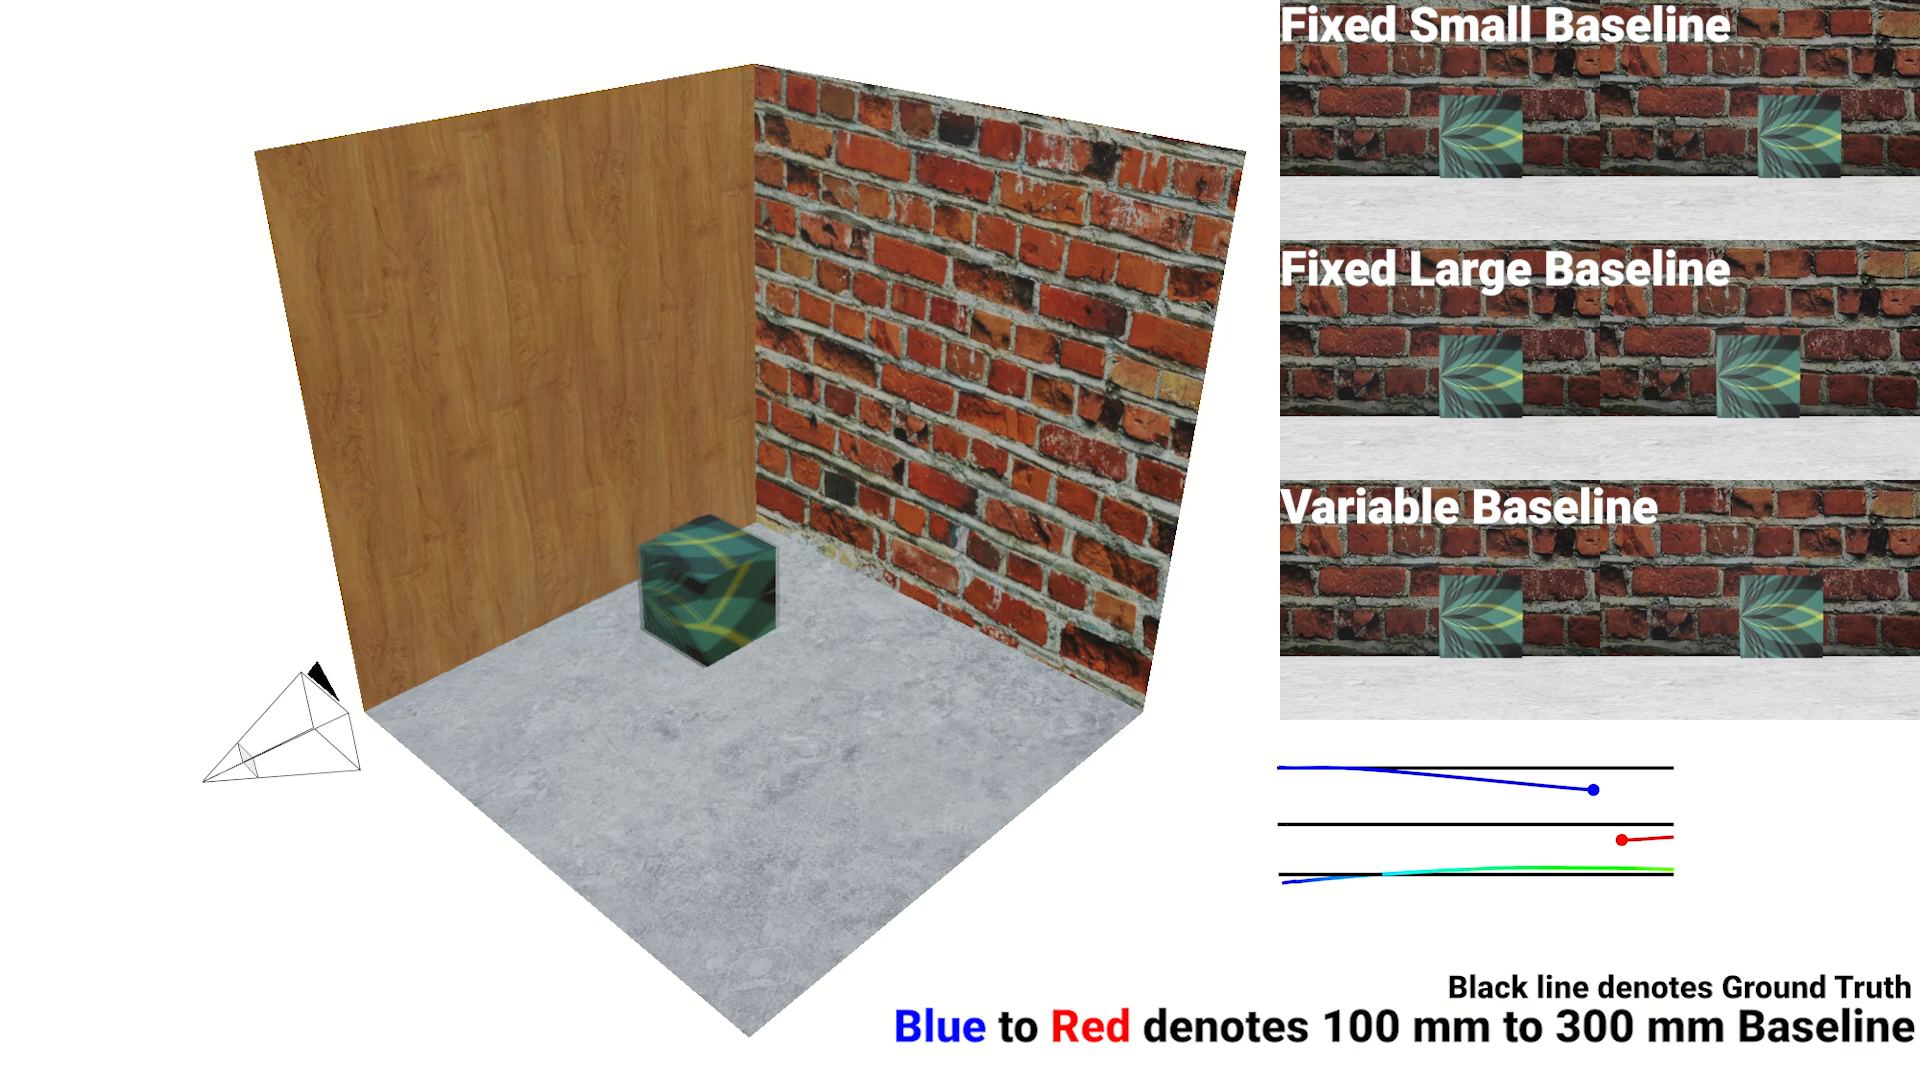 Fixed Small Baseline
Fixed Large Baseline
Variable Baseline
Black line denotes Ground Truth
Blue to Red denotes 100 mm to 300 mm Baseline